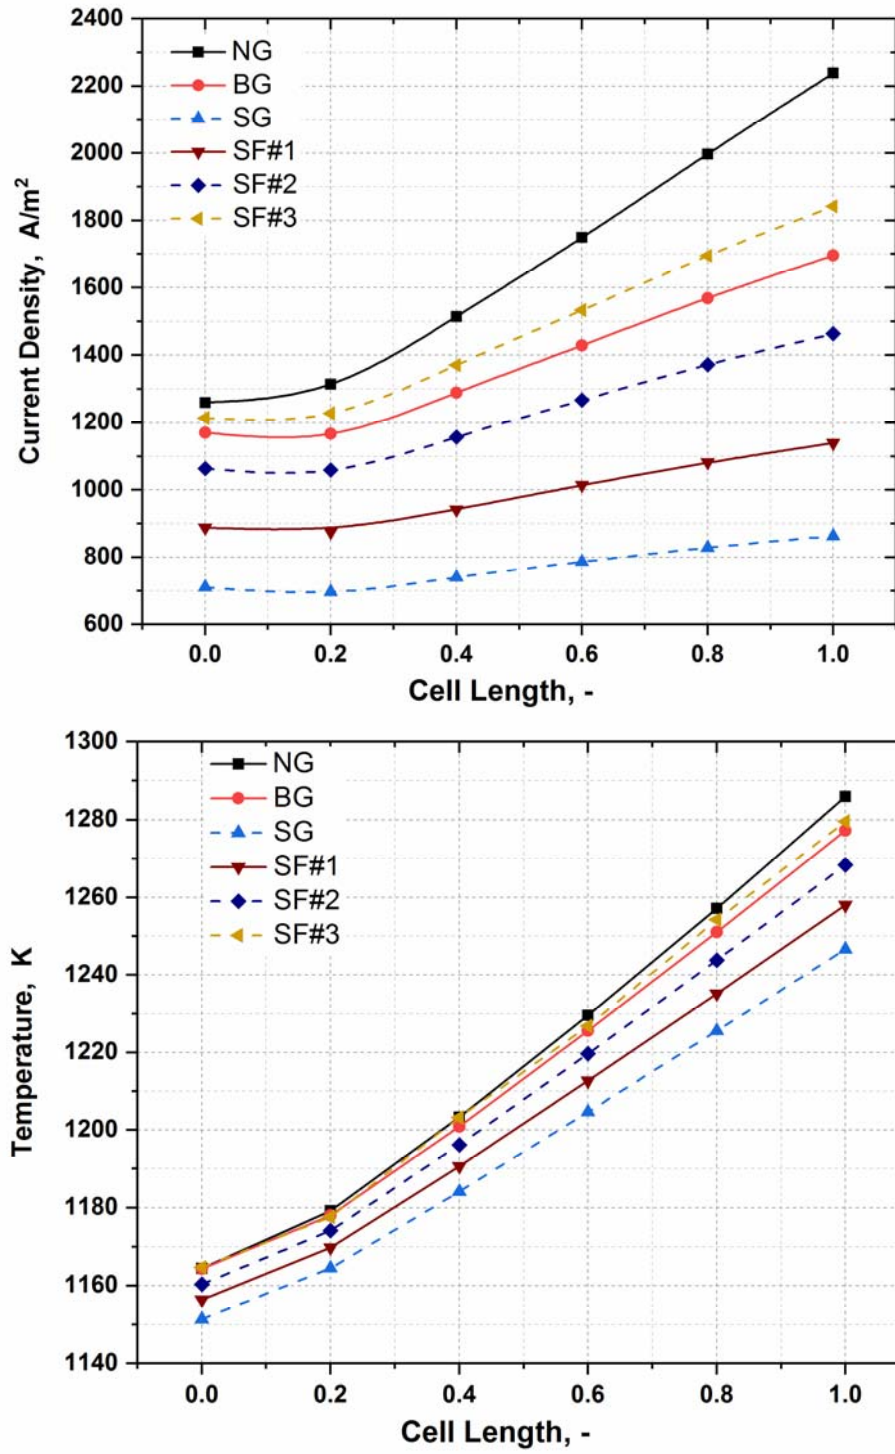 2400
2200
2000
1800
1600
1400
1200
1000
800
600
Current Density, A/m²
NG
BG
SG
SF#1
SF#2
SF#3
0.0 0.2 0.4 0.6 0.8 1.0
Cell Length, -
1300
1280
1260
1240
1220
1200
1180
1160
1140
Temperature, K
NG
BG
SG
SF#1
SF#2
SF#3
0.0 0.2 0.4 0.6 0.8 1.0
Cell Length, -